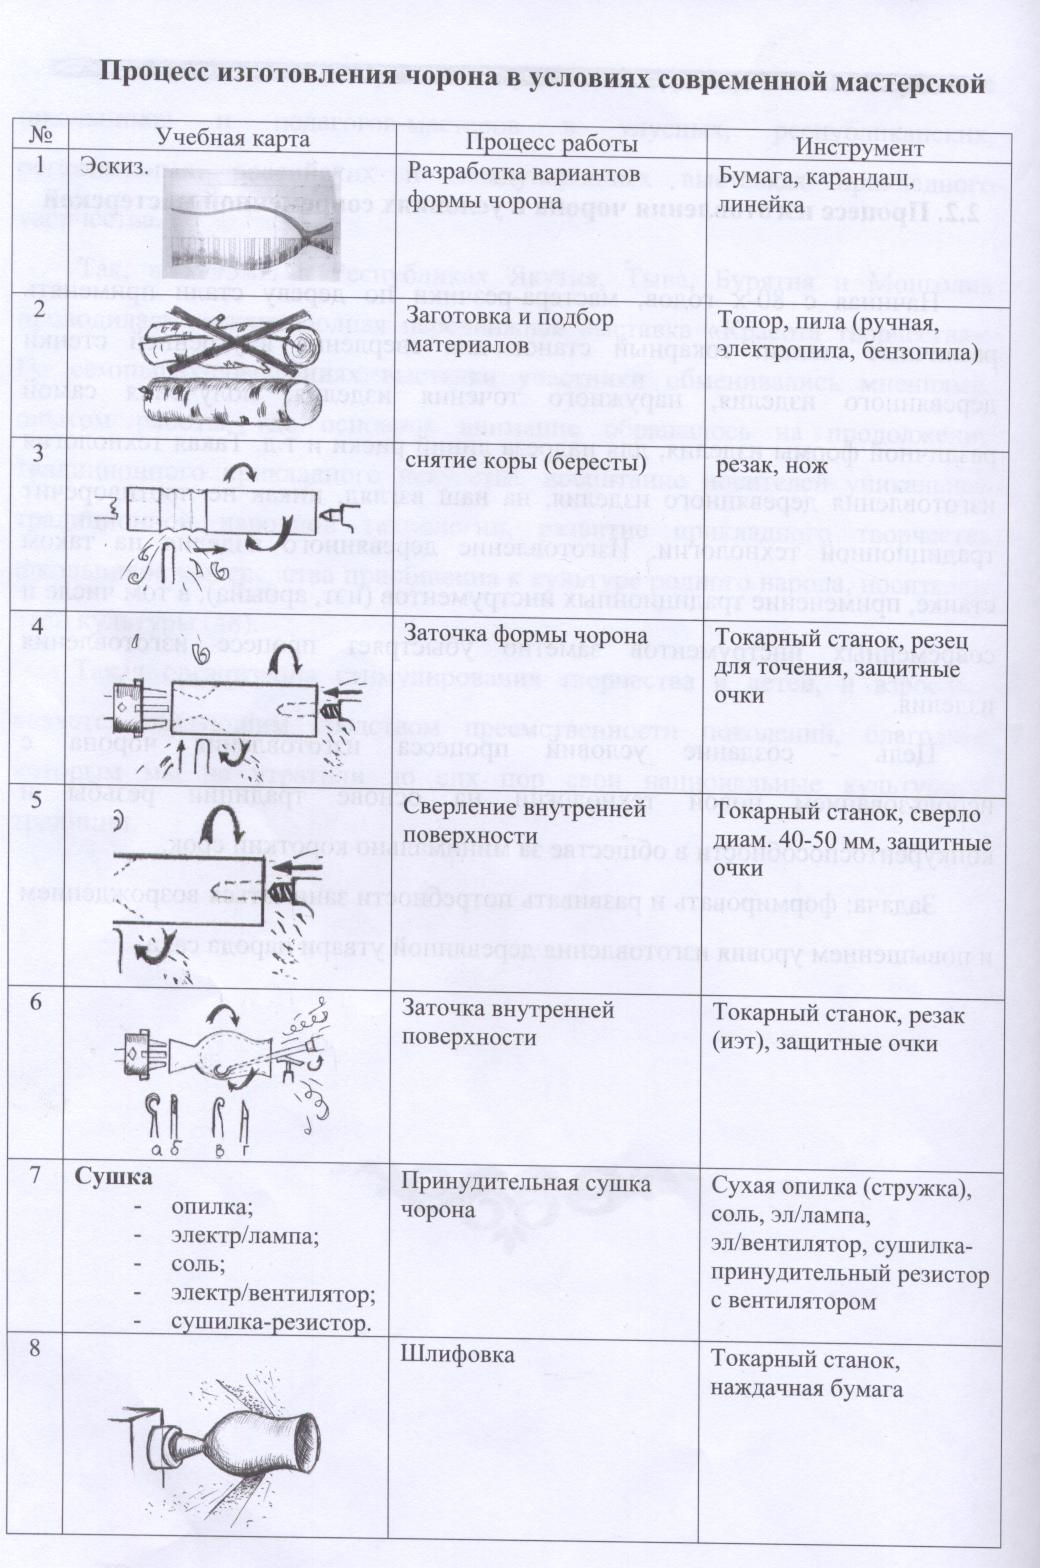 Процесс изготовления чорона в условиях современной мастерской
№ Учебная карта Процесс работы Инструмент
1 Эскиз. Разработка вариантов Бумага, карандаш,
формы чорона линейка
2 Заготовка и подбор Топор, пила (ручная,
материалов электропила, бензопила)
3 снятие коры (бересты) резак, нож
4 Заточка формы чорона Токарный станок, резец
для точения, защитные
очки
5 Сверление внутренней Токарный станок, сверло
поверхности диам. 40-50 мм, защитные
очки
6 Заточка внутренней Токарный станок, резак
поверхности (иэт), защитные очки
а б в г
7 Сушка Принудительная сушка Сухая опилка (стружка),
- опилка; чорона соль, эл/лампа,
- электр/лампа; эл/вентилятор, сушилка-
- соль; принудительный резистор
- электр/вентилятор; с вентилятором
- сушилка-резистор.
8 Шлифовка Токарный станок,
наждачная бумага